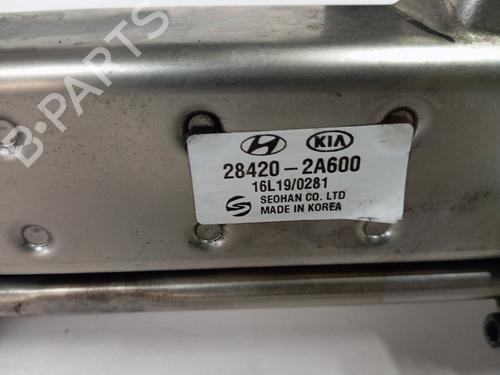 B-PARTS
KIA
28420-2A600
16L19/0281
SEOHAN CO. LTD
MADE IN KOREA